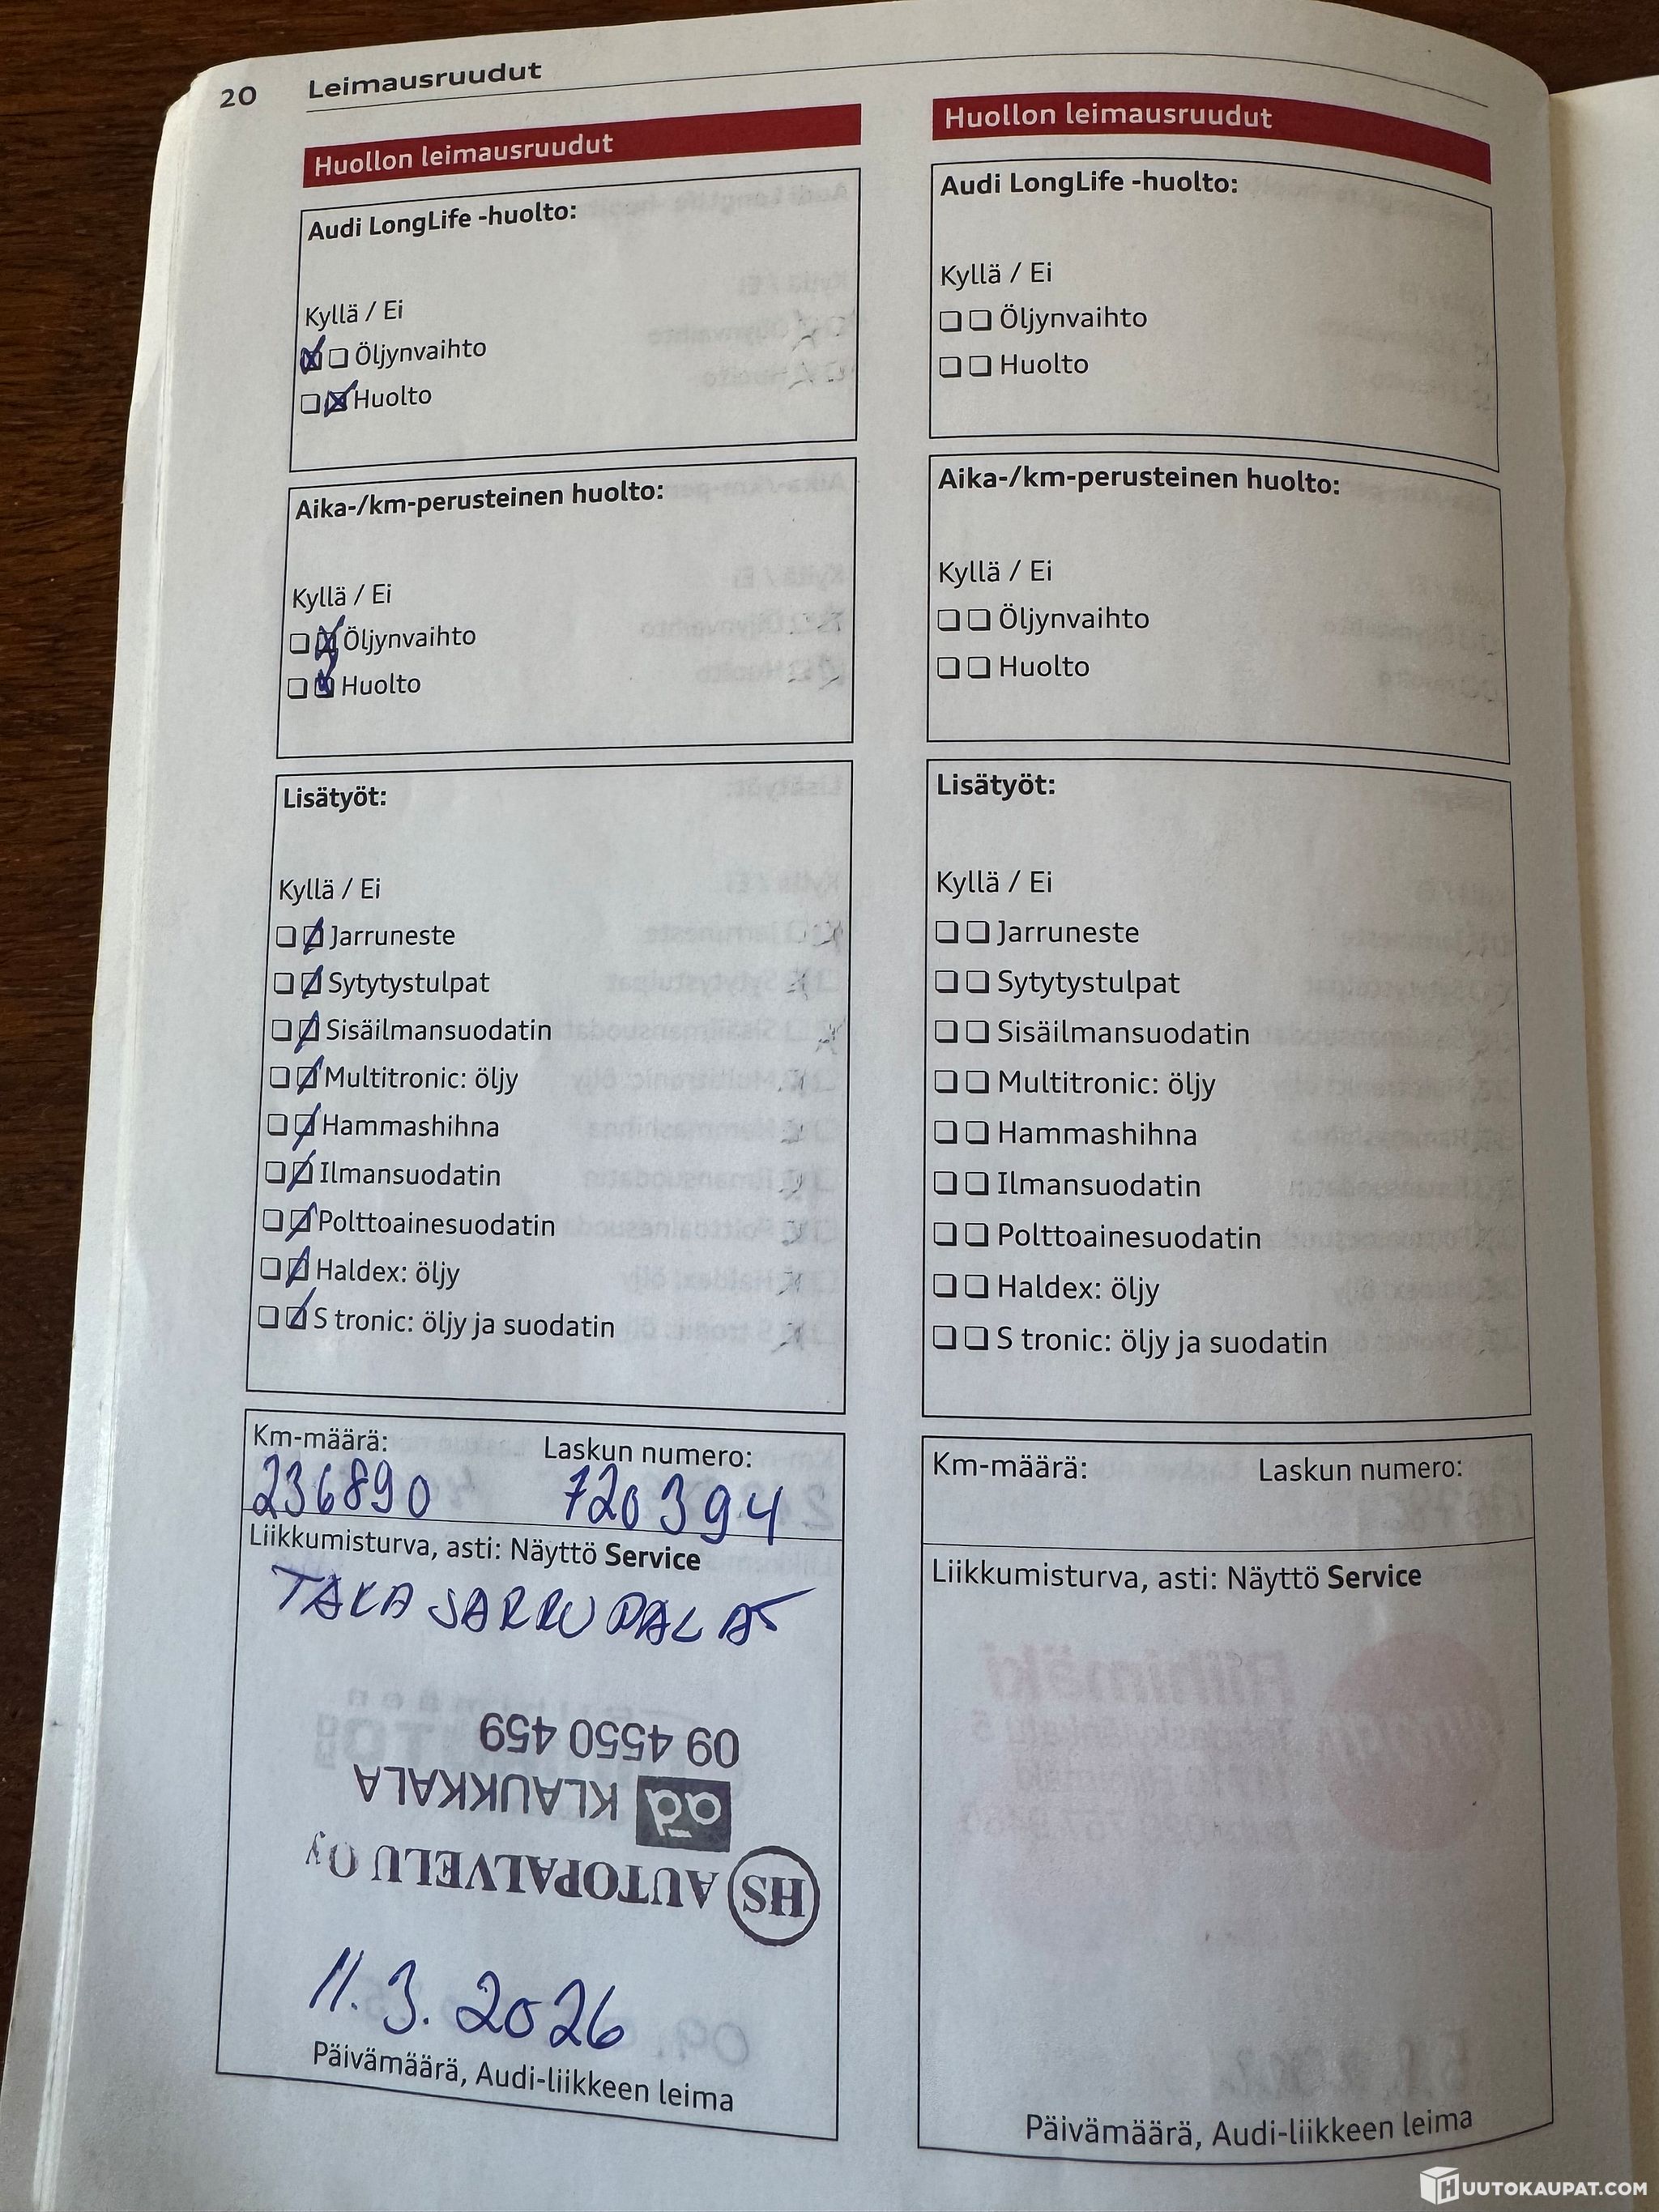 20 Leimausruudut
Huollon leimausruudut
Audi LongLife -huolto:
Kyllä / Ei
Öljynvaihto
Huolto
Aika-/km-perusteinen huolto:
Kyllä / Ei
Öljynvaihto
Huolto
Lisätyöt:
Kyllä / Ei
Jarruneste
Sytytystulpat
Sisäilmansuodatin
Multitronic: öljy
Hammashihna
Ilmansuodatin
Polttoainesuodatin
Haldex: öljy
S tronic: öljy ja suodatin
Km-määrä: Laskun numero:
236890 720394
Liikkumisturva, asti: Näyttö Service
TAKA JARRUPALAT
HS AUTOPALVELU Oy
ad KLAUKKALA
09 4550 459
11.3.2026
Päivämäärä, Audi-liikkeen leima
Huollon leimausruudut
Audi LongLife -huolto:
Kyllä / Ei
Öljynvaihto
Huolto
Aika-/km-perusteinen huolto:
Kyllä / Ei
Öljynvaihto
Huolto
Lisätyöt:
Kyllä / Ei
Jarruneste
Sytytystulpat
Sisäilmansuodatin
Multitronic: öljy
Hammashihna
Ilmansuodatin
Polttoainesuodatin
Haldex: öljy
S tronic: öljy ja suodatin
Km-määrä: Laskun numero:
Liikkumisturva, asti: Näyttö Service
Päivämäärä, Audi-liikkeen leima
HUUTOKAUPAT.COM